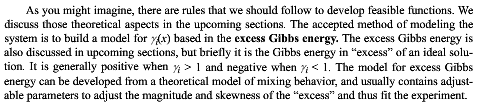 As you might imagine, there are rules that we should follow to develop feasible functions. We
discuss those theoretical aspects in the upcoming sections. The accepted method of modeling the
system is to build a model for γᵢ(x) based in the excess Gibbs energy. The excess Gibbs energy is
also discussed in upcoming sections, but briefly it is the Gibbs energy in “excess” of an ideal solu-
tion. It is generally positive when γᵢ > 1 and negative when γᵢ < 1. The model for excess Gibbs
energy can be developed from a theoretical model of mixing behavior, and usually contains adjust-
able parameters to adjust the magnitude and skewness of the “excess” and thus fit the experiment.